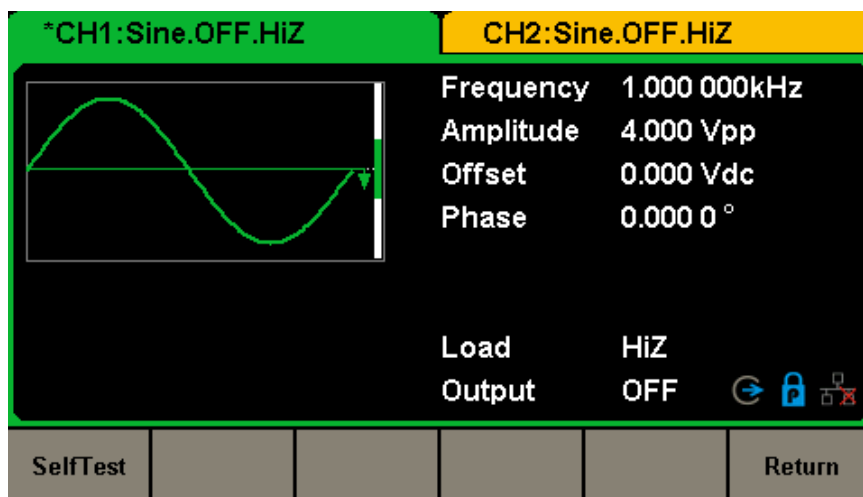 *CH1:Sine.OFF.HiZ
CH2:Sine.OFF.HiZ
Frequency 1.000 000kHz
Amplitude 4.000 Vpp
Offset 0.000 Vdc
Phase 0.000 0 °
Load HiZ
Output OFF P
SelfTest Return